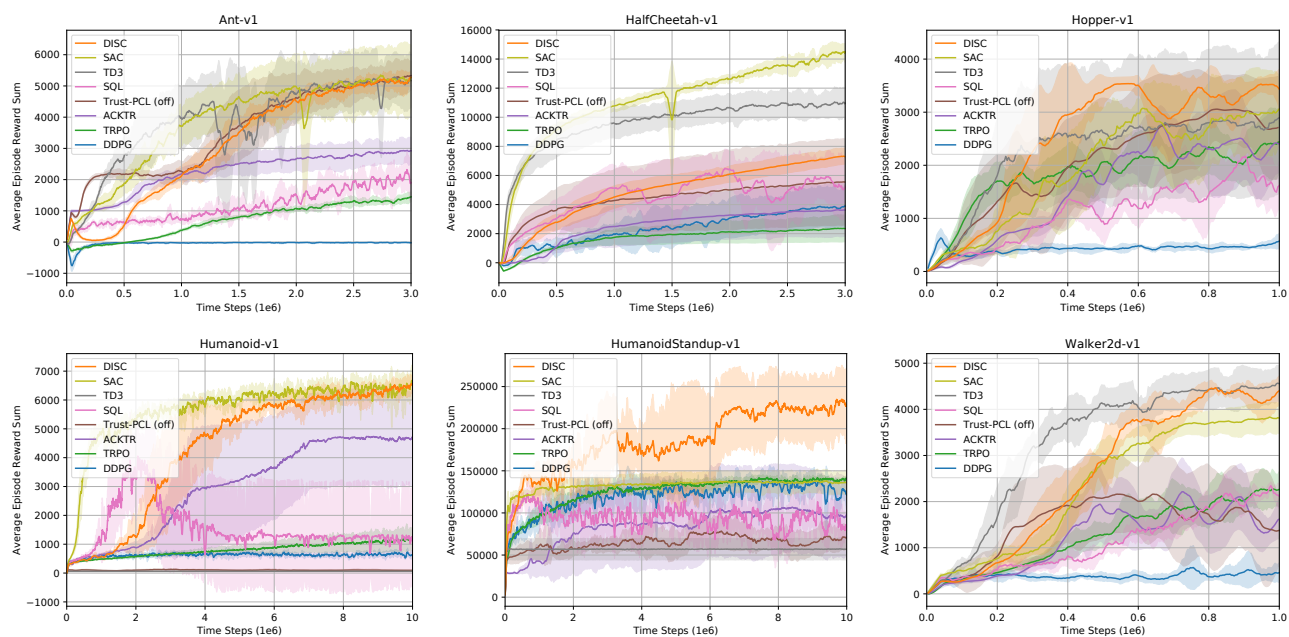 Ant-v1
Average Episode Reward Sum
6000
5000
4000
3000
2000
1000
0
−1000
DISC
SAC
TD3
SQL
Trust-PCL (off)
ACKTR
TRPO
DDPG
0.0 0.5 1.0 1.5 2.0 2.5 3.0
Time Steps (1e6)
HalfCheetah-v1
Average Episode Reward Sum
16000
14000
12000
10000
8000
6000
4000
2000
0
DISC
SAC
TD3
SQL
Trust-PCL (off)
ACKTR
TRPO
DDPG
0.0 0.5 1.0 1.5 2.0 2.5 3.0
Time Steps (1e6)
Hopper-v1
Average Episode Reward Sum
4000
3000
2000
1000
0
DISC
SAC
TD3
SQL
Trust-PCL (off)
ACKTR
TRPO
DDPG
0.0 0.2 0.4 0.6 0.8 1.0
Time Steps (1e6)
Humanoid-v1
Average Episode Reward Sum
7000
6000
5000
4000
3000
2000
1000
0
−1000
DISC
SAC
TD3
SQL
Trust-PCL (off)
ACKTR
TRPO
DDPG
0 2 4 6 8 10
Time Steps (1e6)
HumanoidStandup-v1
Average Episode Reward Sum
250000
200000
150000
100000
50000
0
DISC
SAC
TD3
SQL
Trust-PCL (off)
ACKTR
TRPO
DDPG
0 2 4 6 8 10
Time Steps (1e6)
Walker2d-v1
Average Episode Reward Sum
5000
4000
3000
2000
1000
0
DISC
SAC
TD3
SQL
Trust-PCL (off)
ACKTR
TRPO
DDPG
0.0 0.2 0.4 0.6 0.8 1.0
Time Steps (1e6)